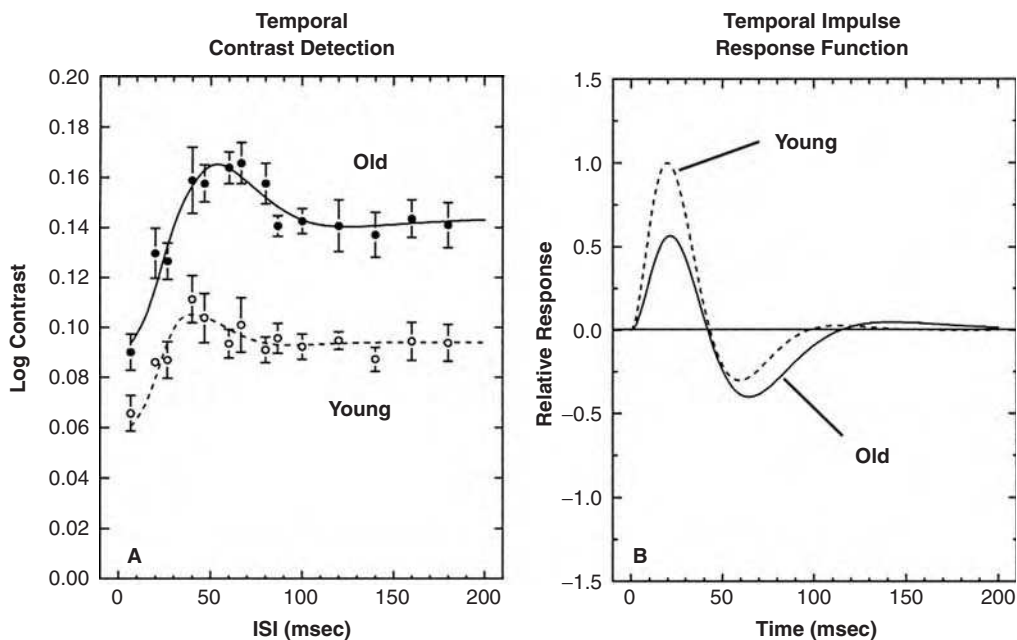 Temporal
Contrast Detection
Log Contrast
0.20
0.18
0.16
0.14
0.12
0.10
0.08
0.06
0.04
0.02
0.00
Old
Young
A
0 50 100 150 200
ISI (msec)
Temporal Impulse
Response Function
Relative Response
1.5
1.0
0.5
0.0
−0.5
−1.0
−1.5
Young
Old
B
0 50 100 150 200
Time (msec)